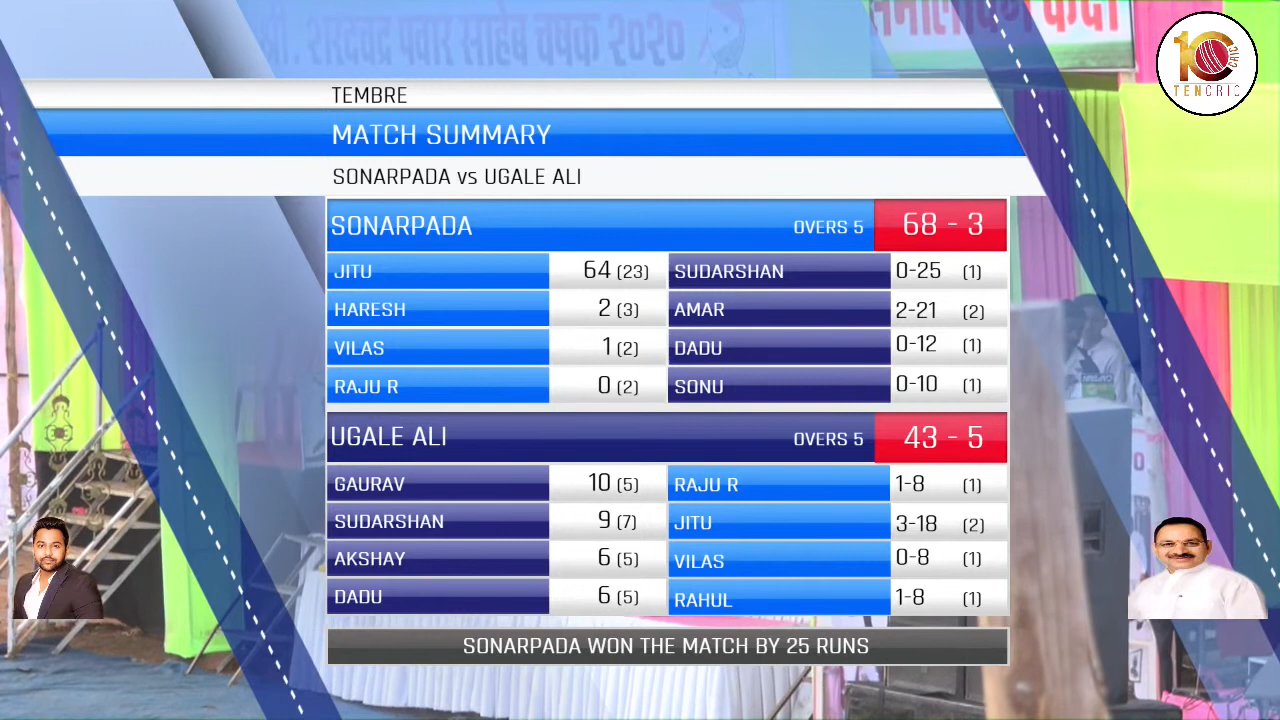 श्री. शरद पवार चषक २०२०
TENCRIC
TEMBRE
MATCH SUMMARY
SONARPADA vs UGALE ALI
SONARPADA OVERS 5 68 - 3
JITU 64 (23) SUDARSHAN 0-25 (1)
HARESH 2 (3) AMAR 2-21 (2)
VILAS 1 (2) DADU 0-12 (1)
RAJU R 0 (2) SONU 0-10 (1)
UGALE ALI OVERS 5 43 - 5
GAURAV 10 (5) RAJU R 1-8 (1)
SUDARSHAN 9 (7) JITU 3-18 (2)
AKSHAY 6 (5) VILAS 0-8 (1)
DADU 6 (5) RAHUL 1-8 (1)
SONARPADA WON THE MATCH BY 25 RUNS